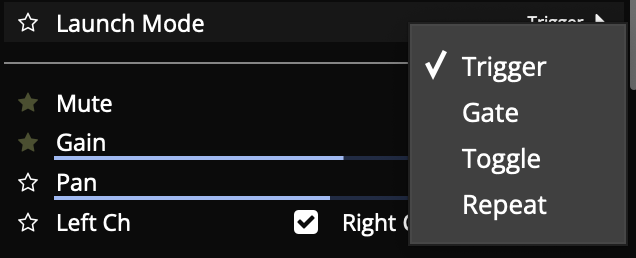 Launch Mode Trigger
Trigger
Mute
Gate
Gain
Toggle
Pan
Repeat
Left Ch Right